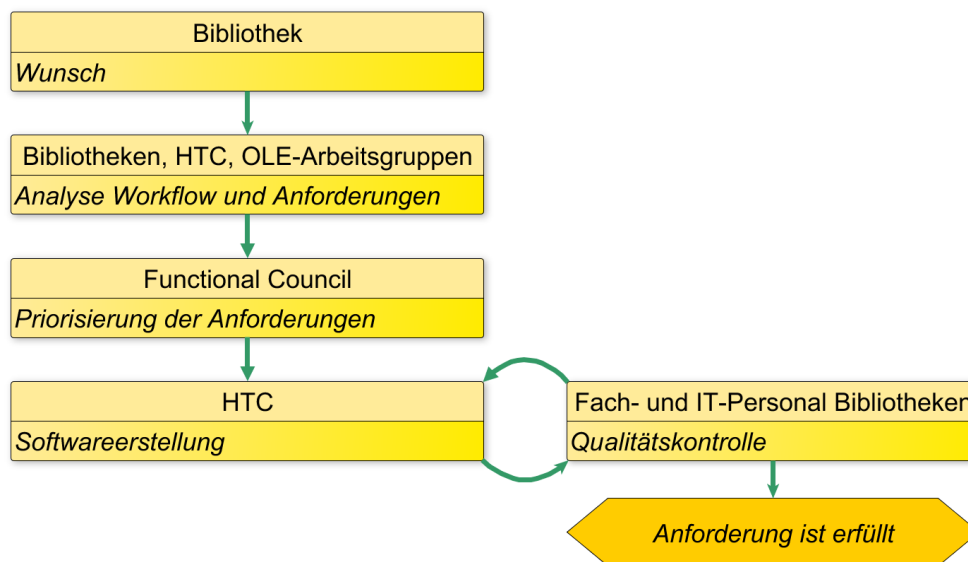 Bibliothek
Wunsch
Bibliotheken, HTC, OLE-Arbeitsgruppen
Analyse Workflow und Anforderungen
Functional Council
Priorisierung der Anforderungen
HTC
Softwareerstellung
Fach- und IT-Personal Bibliotheken
Qualitätskontrolle
Anforderung ist erfüllt